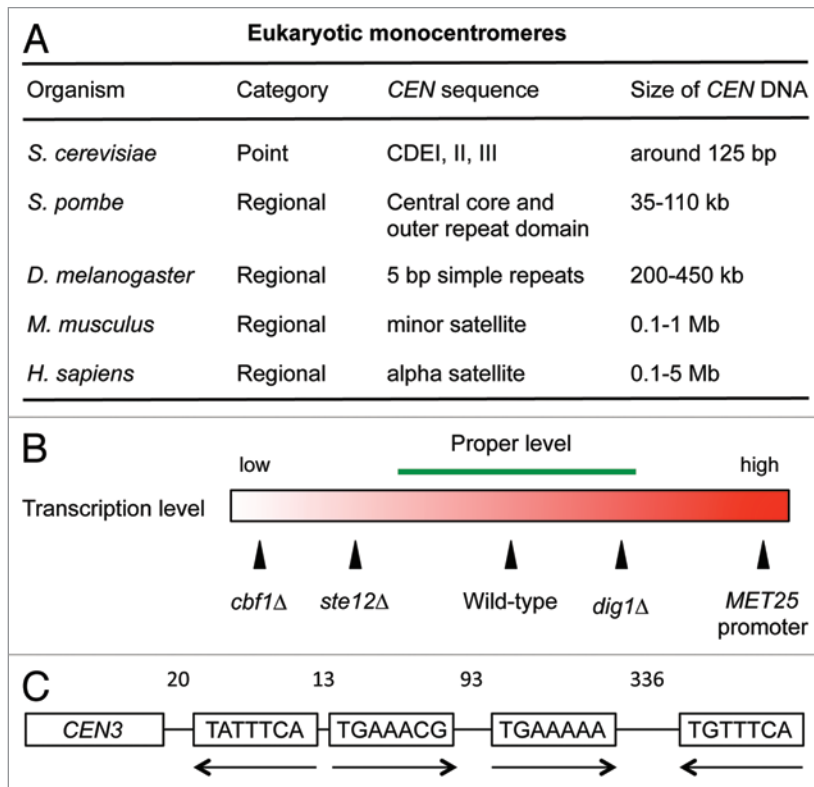 A
Eukaryotic monocentromeres
Organism Category CEN sequence Size of CEN DNA
S. cerevisiae Point CDEI, II, III around 125 bp
S. pombe Regional Central core and 35-110 kb
outer repeat domain
D. melanogaster Regional 5 bp simple repeats 200-450 kb
M. musculus Regional minor satellite 0.1-1 Mb
H. sapiens Regional alpha satellite 0.1-5 Mb
B
Proper level
low high
Transcription level
cbf1Δ ste12Δ Wild-type dig1Δ MET25
promoter
C
20 13 93 336
CEN3 TATTTCA TGAAACG TGAAAAA TGTTTCA